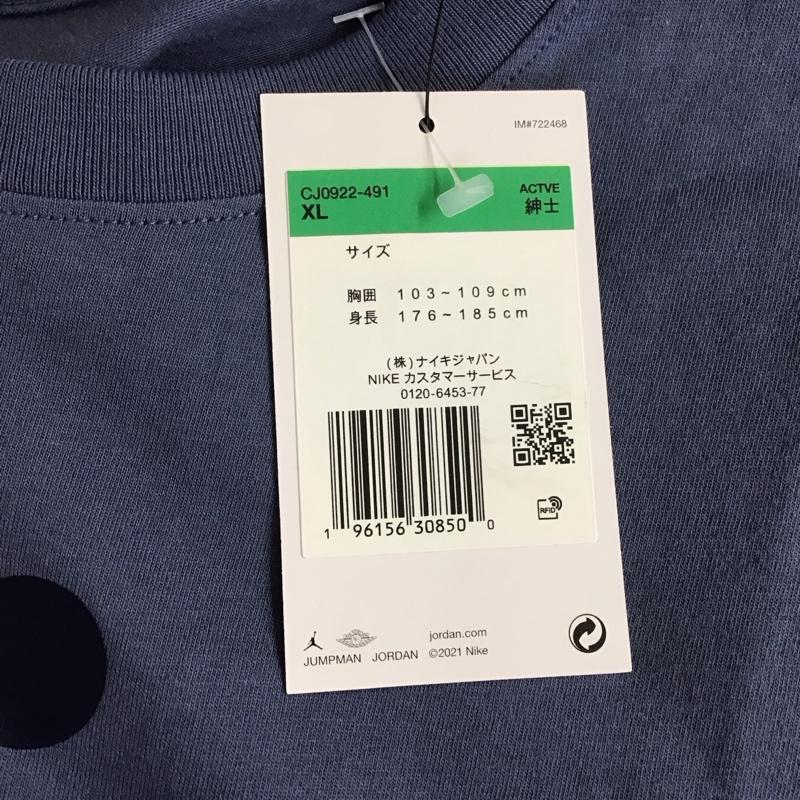 IM#722468
CJ0922-491 ACTVE
XL 紳士
サイズ
胸囲 １０３~１０９ｃｍ
身長 １７６~１８５ｃｍ
(株)ナイキジャパン
NIKE カスタマーサービス
0120-6453-77
RFID
1 96156 30850 0
jordan.com
JUMPMAN JORDAN ©2021 Nike